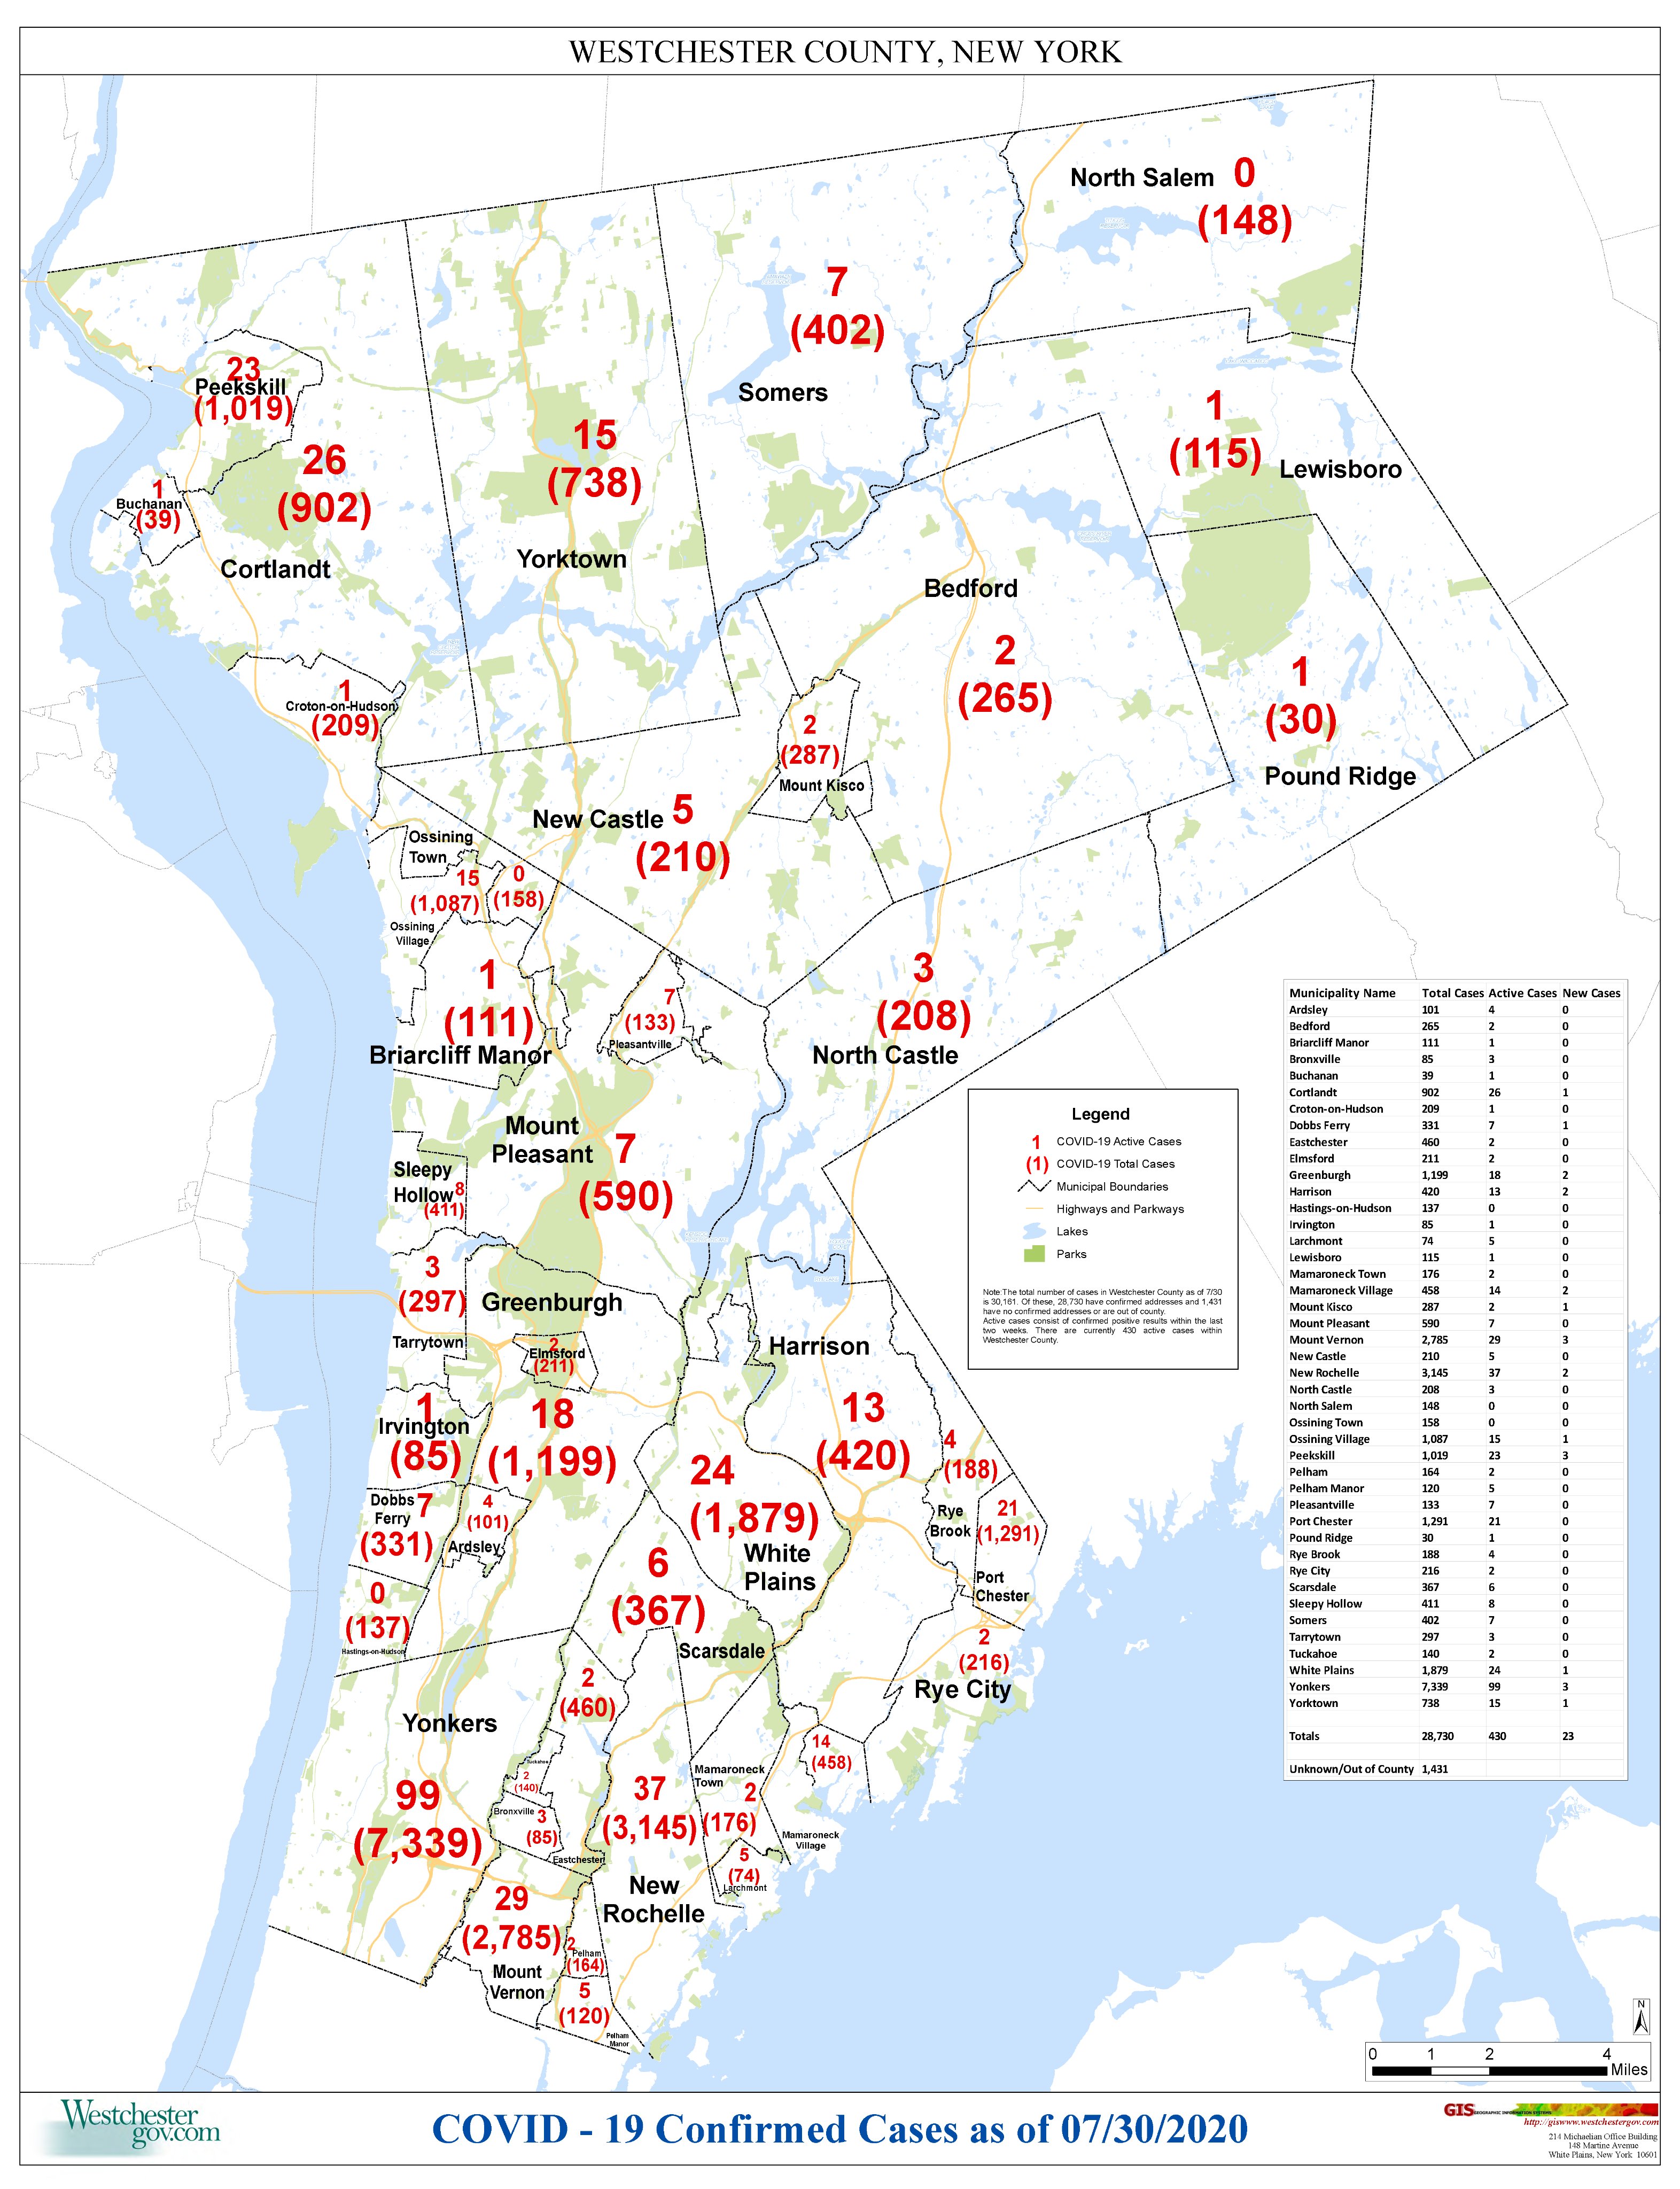 WESTCHESTER COUNTY, NEW YORK
North Salem 0
(148)
7
(402)
Somers
23
Peekskill
(1,019)
26
(902)
Cortlandt
1
Buchanan
(39)
15
(738)
Yorktown
1
(115)
Lewisboro
Bedford
2
(265)
1
(30)
Pound Ridge
1
Croton-on-Hudson
(209)
2
(287)
Mount Kisco
New Castle 5
(210)
Ossining
Town
15
(1,087)
0
(158)
Ossining
Village
1
(111)
Briarcliff Manor
7
(133)
Pleasantville
3
(208)
North Castle
Mount
Pleasant 7
(590)
Sleepy
Hollow 8
(411)
3
(297)
Tarrytown
Greenburgh
2
Elmsford
(211)
18
(1,199)
1
Irvington
(85)
Dobbs 7
Ferry
(331)
4
(101)
Ardsley
0
(137)
Hastings-on-Hudson
Harrison
13
(420)
24
(1,879)
White
Plains
4
(188)
Rye
Brook
21
(1,291)
Port
Chester
6
(367)
Scarsdale
2
(216)
Rye City
Yonkers
99
(7,339)
2
(460)
Tuckahoe
2
(140)
Bronxville 3
(85)
Eastchester
37
(3,145)
New
Rochelle
Mamaroneck
Town 2
(176)
14
(458)
Mamaroneck
Village
5
(74)
Larchmont
29
(2,785)
Mount
Vernon
2
Pelham
(164)
5
(120)
Pelham
Manor
Legend
1 COVID-19 Active Cases
(1) COVID-19 Total Cases
Municipal Boundaries
Highways and Parkways
Lakes
Parks
Note:The total number of cases in Westchester County as of 7/30
is 30,161. Of these, 28,730 have confirmed addresses and 1,431
have no confirmed addresses or are out of county.
Active cases consist of confirmed positive results within the last
two weeks. There are currently 430 active cases within
Westchester County.
Municipality Name Total Cases Active Cases New Cases
Ardsley 101 4 0
Bedford 265 2 0
Briarcliff Manor 111 1 0
Bronxville 85 3 0
Buchanan 39 1 0
Cortlandt 902 26 1
Croton-on-Hudson 209 1 0
Dobbs Ferry 331 7 1
Eastchester 460 2 0
Elmsford 211 2 0
Greenburgh 1,199 18 2
Harrison 420 13 2
Hastings-on-Hudson 137 0 0
Irvington 85 1 0
Larchmont 74 5 0
Lewisboro 115 1 0
Mamaroneck Town 176 2 0
Mamaroneck Village 458 14 2
Mount Kisco 287 2 1
Mount Pleasant 590 7 0
Mount Vernon 2,785 29 3
New Castle 210 5 0
New Rochelle 3,145 37 2
North Castle 208 3 0
North Salem 148 0 0
Ossining Town 158 0 0
Ossining Village 1,087 15 1
Peekskill 1,019 23 3
Pelham 164 2 0
Pelham Manor 120 5 0
Pleasantville 133 7 0
Port Chester 1,291 21 0
Pound Ridge 30 1 0
Rye Brook 188 4 0
Rye City 216 2 0
Scarsdale 367 6 0
Sleepy Hollow 411 8 0
Somers 402 7 0
Tarrytown 297 3 0
Tuckahoe 140 2 0
White Plains 1,879 24 1
Yonkers 7,339 99 3
Yorktown 738 15 1
Totals 28,730 430 23
Unknown/Out of County 1,431
N
0 1 2 4
Miles
Westchester
gov.com
COVID - 19 Confirmed Cases as of 07/30/2020
GIS GEOGRAPHIC INFORMATION SYSTEMS
http://giswww.westchestergov.com
214 Michaelian Office Building
148 Martine Avenue
White Plains, New York 10601